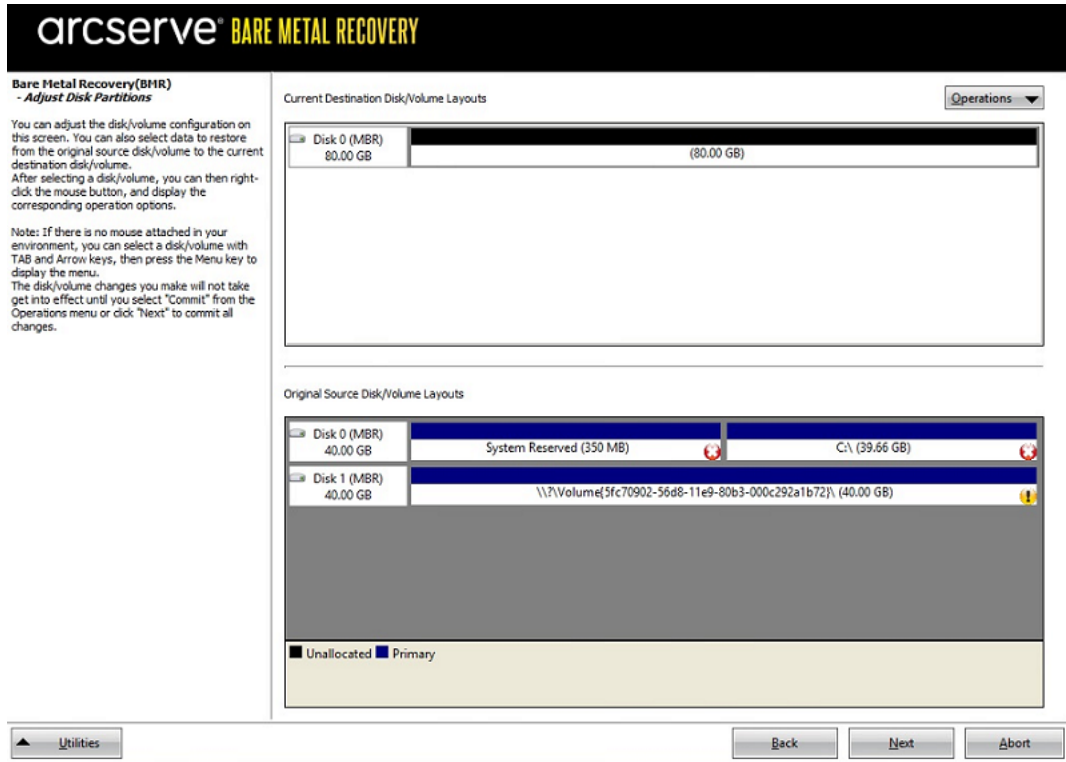 arcserve® BARE METAL RECOVERY
Bare Metal Recovery(BMR)
- Adjust Disk Partitions
You can adjust the disk/volume configuration on
this screen. You can also select data to restore
from the original source disk/volume to the current
destination disk/volume.
After selecting a disk/volume, you can then right-
click the mouse button, and display the
corresponding operation options.
Note: If there is no mouse attached in your
environment, you can select a disk/volume with
TAB and Arrow keys, then press the Menu key to
display the menu.
The disk/volume changes you make will not take
get into effect until you select "Commit" from the
Operations menu or click "Next" to commit all
changes.
Current Destination Disk/Volume Layouts
Operations
Disk 0 (MBR)
80.00 GB
(80.00 GB)
Original Source Disk/Volume Layouts
Disk 0 (MBR)
40.00 GB
System Reserved (350 MB)
C:\ (39.66 GB)
Disk 1 (MBR)
40.00 GB
\\?\Volume{5fc70902-56d8-11e9-80b3-000c292a1b72}\ (40.00 GB)
Unallocated Primary
Utilities
Back
Next
Abort